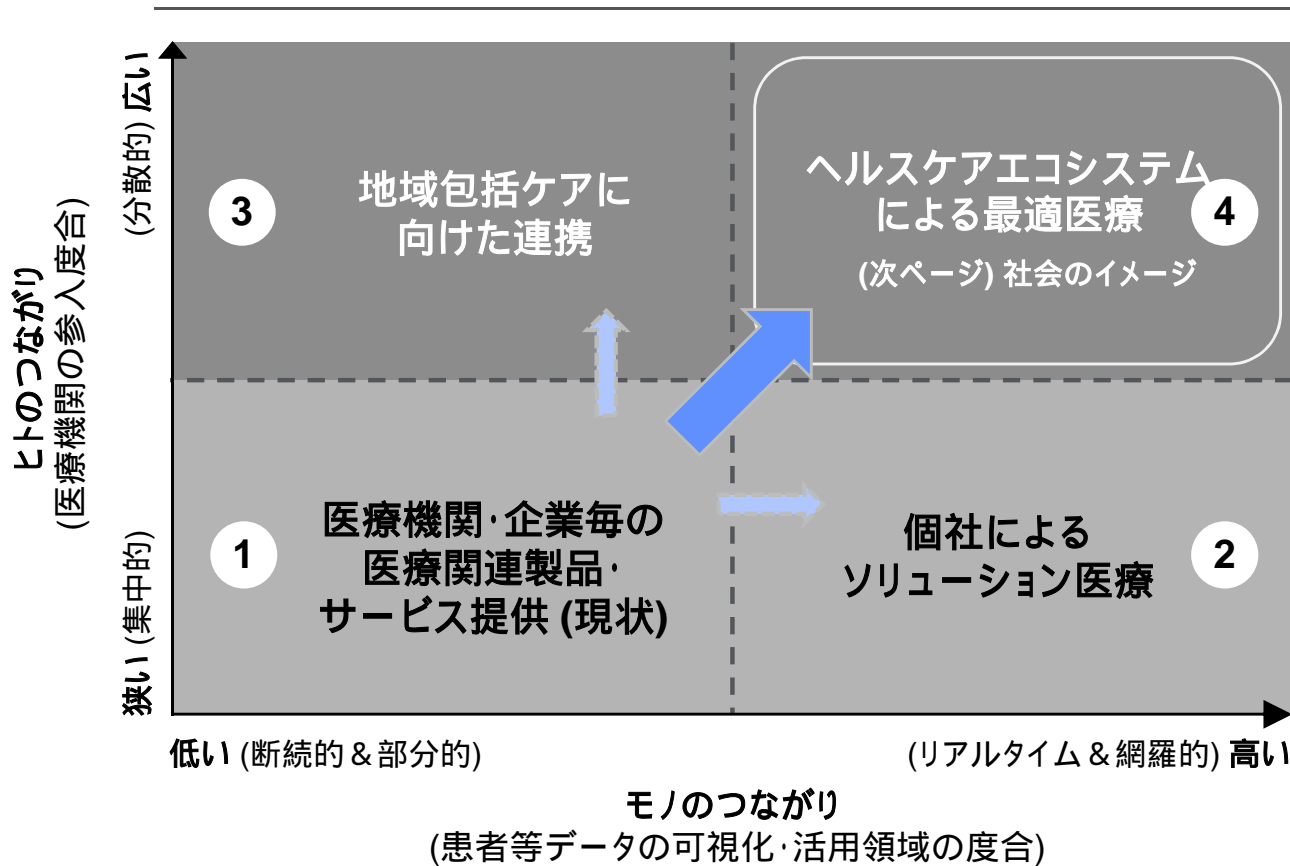 ヒトのつながり
(医療機関の参入度合)
(分散的) 広い
狭い (集中的)
3
地域包括ケアに
向けた連携
ヘルスケアエコシステム
による最適医療
(次ページ) 社会のイメージ
4
1
医療機関·企業毎の
医療関連製品·
サービス提供 (現状)
個社による
ソリューション医療
2
低い (断続的&部分的)
(リアルタイム&網羅的) 高い
モノのつながり
(患者等データの可視化·活用領域の度合)